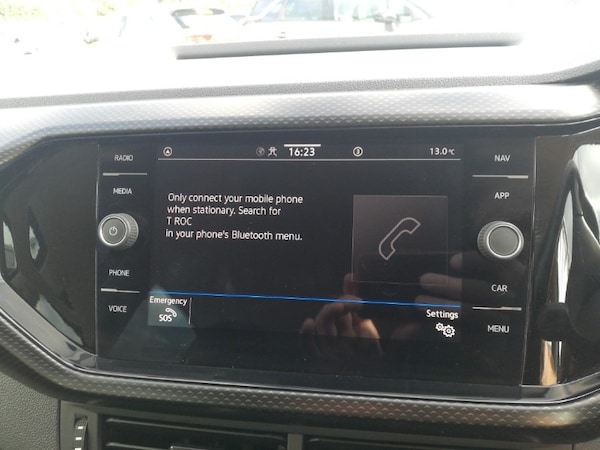 RADIO
MEDIA
PHONE
VOICE
16:23
13.0 °C
Only connect your mobile phone
when stationary. Search for
T ROC
in your phone's Bluetooth menu.
Emergency
SOS
Settings
NAV
APP
CAR
MENU